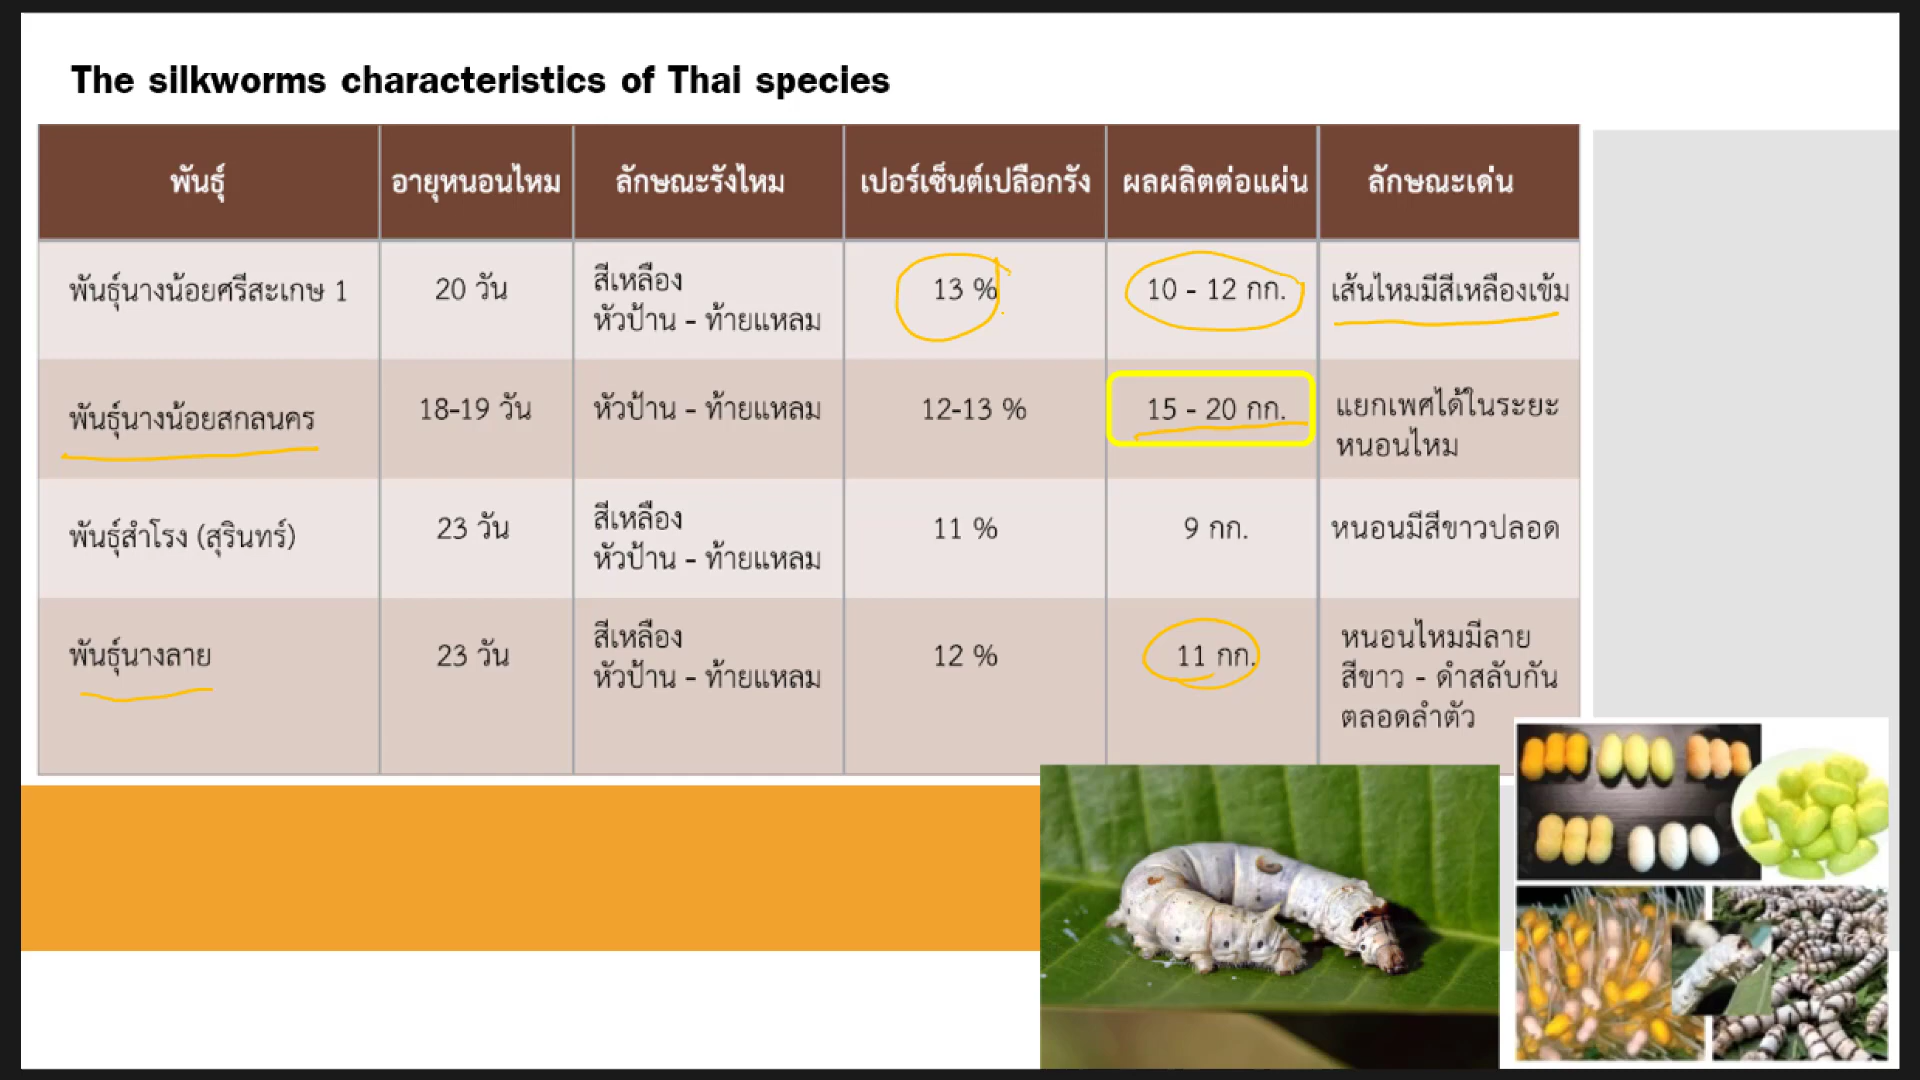 The silkworms characteristics of Thai species
พันธุ์ อายุหนอนไหม ลักษณะรังไหม เปอร์เซ็นต์เปลือกรัง ผลผลิตต่อแผ่น ลักษณะเด่น
พันธุ์นางน้อยศรีสะเกษ 1 20 วัน สีเหลือง 13 % 10 - 12 กก. เส้นไหมมีสีเหลืองเข้ม
หัวป้าน - ท้ายแหลม
พันธุ์นางน้อยสกลนคร 18-19 วัน หัวป้าน - ท้ายแหลม 12-13 % 15 - 20 กก. แยกเพศได้ในระยะ
หนอนไหม
พันธุ์สำโรง (สุรินทร์) 23 วัน สีเหลือง 11 % 9 กก. หนอนมีสีขาวปลอด
หัวป้าน - ท้ายแหลม
พันธุ์นางลาย 23 วัน สีเหลือง 12 % 11 กก. หนอนไหมมีลาย
หัวป้าน - ท้ายแหลม สีขาว - ดำสลับกัน
ตลอดลำตัว